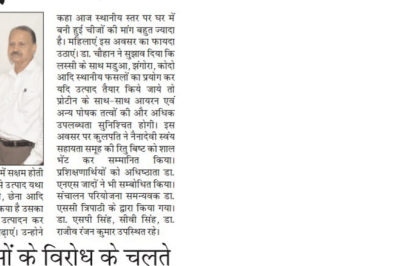 कहा आज स्थानीय स्तर पर घर में
बनी हुई चीजों की मांग बहुत ज्यादा
है। महिलाएं इस अवसर का फायदा
उठाएं। डा. चौहान ने सुझाव दिया कि
लस्सी के साथ मडुआ, झंगोरा, कोदो
आदि स्थानीय फसलों का प्रयोग कर
यदि उत्पाद तैयार किये जाये तो
प्रोटीन के साथ-साथ आयरन एवं
अन्य पोषक तत्वों की और अधिक
उपलब्धता सुनिश्चित होगी। इस
अवसर पर कुलपति ने नैनादेवी स्वंय
सहायता समूह की रितु बिष्ट को शाल
भेंट कर सम्मानित किया।
प्रशिक्षणार्थियों को अधिष्ठाता डा.
एनएस जादों ने भी सम्बोधित किया।
संचालन परियोजना समन्वयक डा.
एससी त्रिपाठी के द्वारा किया गया।
डा. एसपी सिंह, सीवी सिंह, डा.
राजीव रंजन कुमार उपस्थित रहे।
में सक्षम होती
उत्पाद यथा
छेना आदि
किया है उसका
उत्पादन कर
उन्होने
के विरोध के चलते